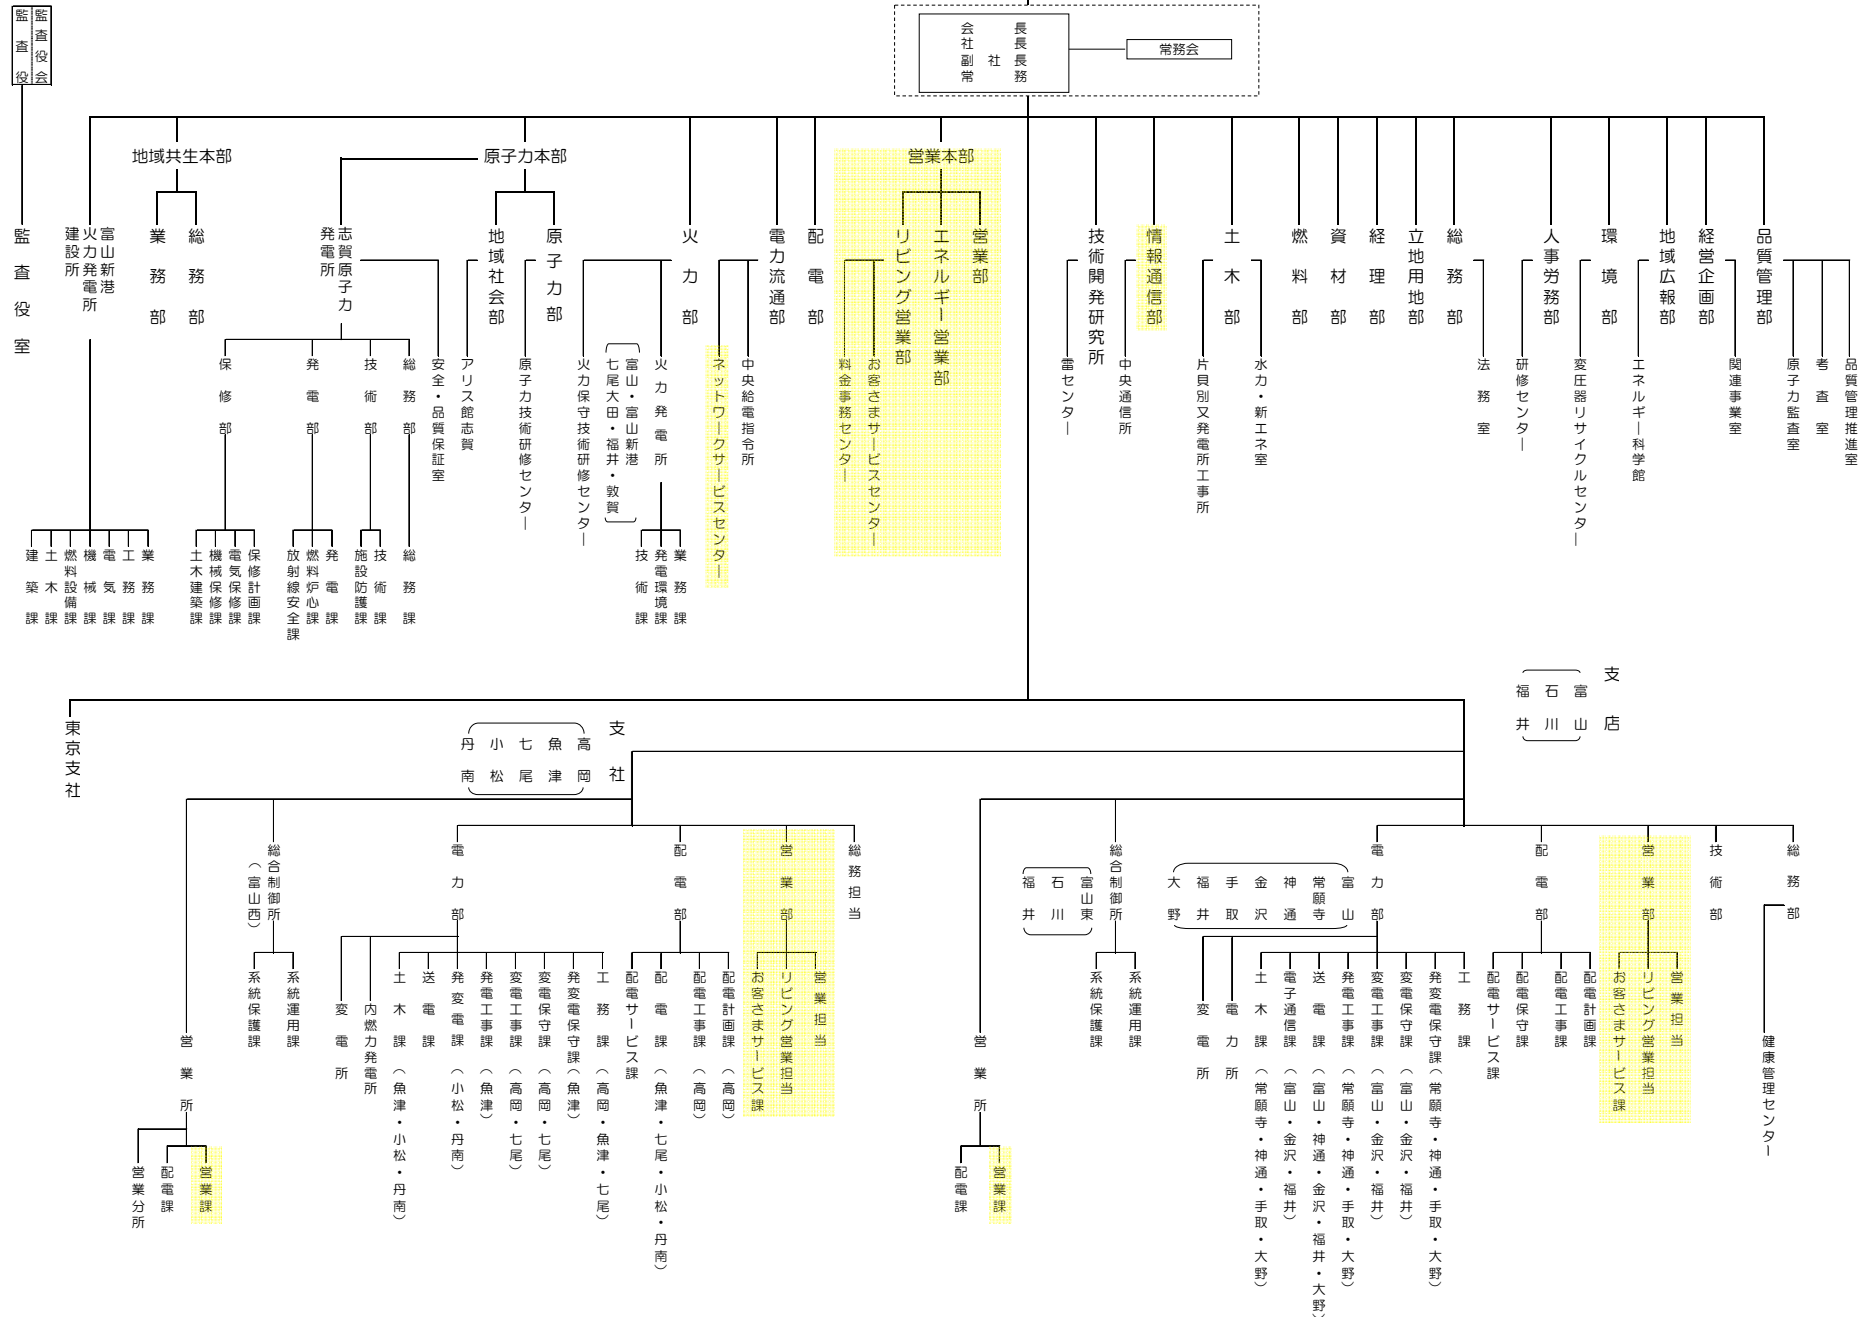 監査役会
監査役
会長
社長
副社長
常務
常務会
地域共生本部
原子力本部
営業本部
監査役室
富山新港
火力発電所
建設所
業務部
総務部
志賀原子力
発電所
地域社会部
原子力部
火力部
電力流通部
配電部
リビング営業部
エネルギー営業部
営業部
技術開発研究所
情報通信部
土木部
燃料部
資材部
経理部
立地用地部
総務部
人事労務部
環境部
地域広報部
経営企画部
品質管理部
保修部
発電部
技術部
総務部
安全・品質保証室
アリス館志賀
原子力技術研修センター
火力保守技術研修センター
富山・富山新港
七尾大田・福井・敦賀
火力発電所
ネットワークサービスセンター
中央給電指令所
料金事務センター
お客さまサービスセンター
雷センター
中央通信所
片貝別又発電所工事所
水力・新エネ室
法務室
研修センター
変圧器リサイクルセンター
エネルギー科学館
関連事業室
原子力監査室
考査室
品質管理推進室
建築課
土木課
燃料設備課
機械課
電気課
工務課
業務課
土木建築課
機械保修課
電気保修課
保修計画課
放射線安全課
燃料炉心課
発電課
施設防護課
技術課
総務課
技術課
発電環境課
業務課
東京支社
支社
高岡
魚津
七尾
小松
丹南
支店
富山
石川
福井
総合制御所
（富山西）
電力部
配電部
営業部
総務担当
営業所
系統保護課
系統運用課
変電所
内燃力発電所
土木課（魚津・小松・丹南）
送電課
発変電課（小松・丹南）
発電工事課（魚津）
変電工事課（高岡・七尾）
変電保守課（高岡・七尾）
発変電保守課（魚津）
工務課（高岡・魚津・七尾）
配電サービス課
配電課（魚津・七尾・小松・丹南）
配電工事課（高岡）
配電計画課（高岡）
お客さまサービス課
リビング営業担当
営業担当
営業分所
配電課
営業課
総合制御所
富山東
石川
福井
電力部
富山
常願寺
神通
金沢
手取
福井
大野
配電部
営業部
技術部
総務部
営業所
系統保護課
系統運用課
変電所
電力所
土木課（常願寺・神通・手取・大野）
電子通信課（富山・金沢・福井）
送電課（富山・神通・金沢・福井・大野）
発電工事課（常願寺・神通・手取・大野）
変電工事課（富山・金沢・福井）
変電保守課（富山・金沢・福井）
発変電保守課（常願寺・神通・手取・大野）
工務課
配電サービス課
配電保守課
配電工事課
配電計画課
お客さまサービス課
リビング営業担当
営業担当
健康管理センター
配電課
営業課